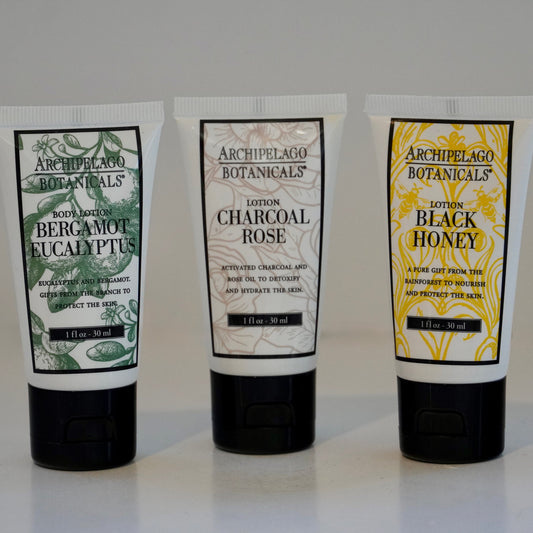 ARCHIPELAGO
BOTANICALS®
BODY LOTION
BERGAMOT
EUCALYPTUS
EUCALYPTUS AND BERGAMOT,
GIFTS FROM THE BRANCH TO
PROTECT THE SKIN.
1 fl oz - 30 ml
ARCHIPELAGO
BOTANICALS®
LOTION
CHARCOAL
ROSE
ACTIVATED CHARCOAL AND
ROSE OIL TO DETOXIFY
AND HYDRATE THE SKIN.
1 fl oz - 30 ml
ARCHIPELAGO
BOTANICALS®
LOTION
BLACK
HONEY
A PURE GIFT FROM THE
RAINFOREST TO NOURISH
AND PROTECT THE SKIN.
1 fl oz - 30 ml